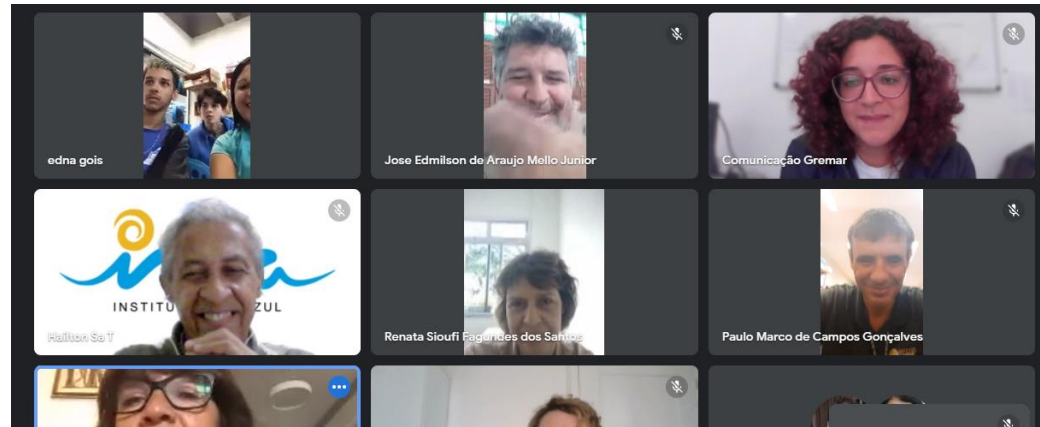 edna gois
Jose Edmilson de Araujo Mello Junior
Comunicação Gremar
INSTITU ZUL
Hailton Sa T
Renata Sioufi Fagundes dos Santos
Paulo Marco de Campos Gonçalves